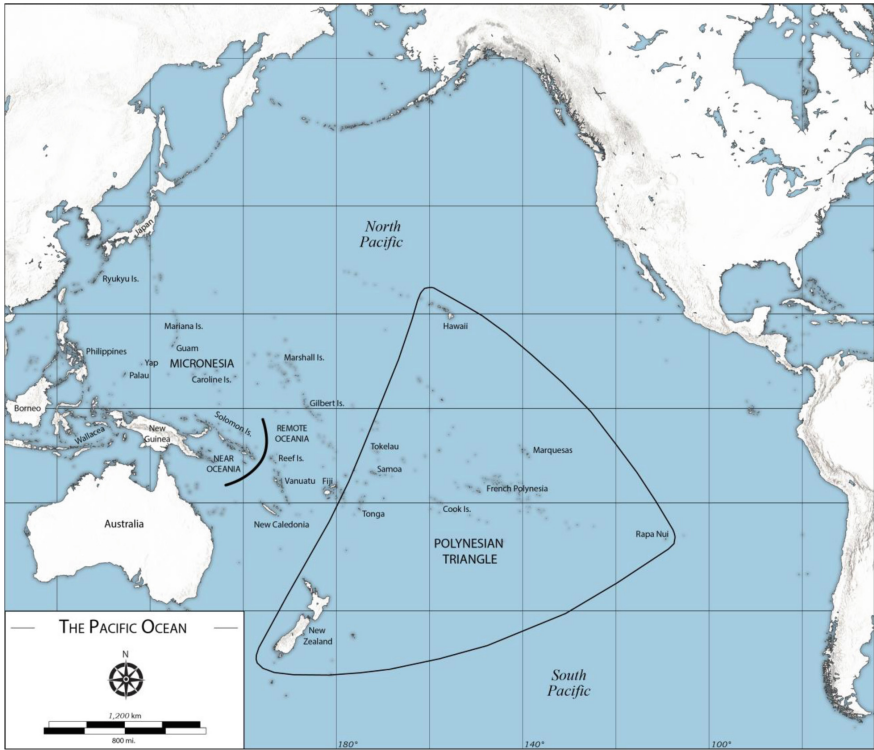 North
Pacific
Japan
Ryukyu Is.
Mariana Is.
Hawaii
Guam
Philippines
MICRONESIA
Marshall Is.
Yap
Palau
Caroline Is.
Gilbert Is.
Borneo
Solomon Is.
New
Guinea
REMOTE
OCEANIA
Wallacea
Tokelau
Marquesas
NEAR
OCEANIA
Reef Is.
Samoa
Vanuatu
Fiji
French Polynesia
Cook Is.
Tonga
New Caledonia
Australia
Rapa Nui
POLYNESIAN
TRIANGLE
THE PACIFIC OCEAN
New
Zealand
N
South
Pacific
1,200 km
800 mi.
180°
140°
100°